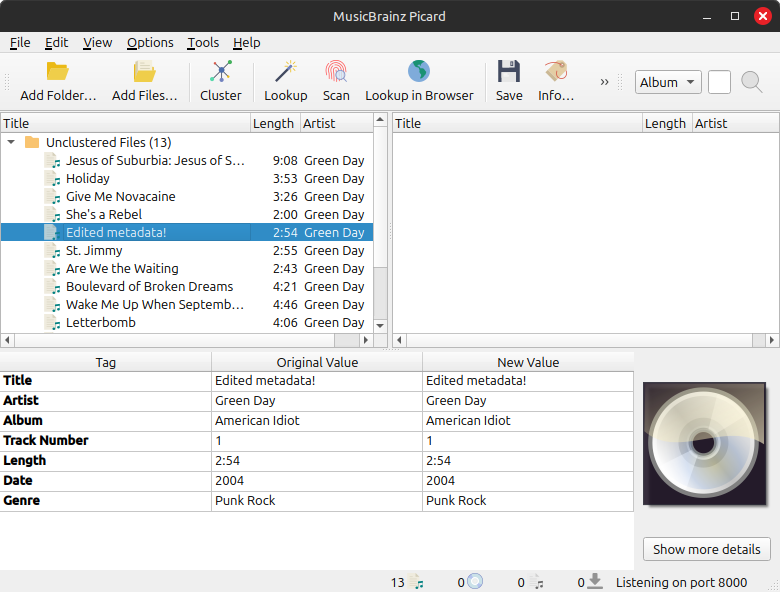 MusicBrainz Picard
File Edit View Options Tools Help
Add Folder... Add Files... Cluster Lookup Scan Lookup in Browser Save Info... » Album
Title Length Artist
Unclustered Files (13)
Jesus of Suburbia: Jesus of S... 9:08 Green Day
Holiday 3:53 Green Day
Give Me Novacaine 3:26 Green Day
She's a Rebel 2:00 Green Day
Edited metadata! 2:54 Green Day
St. Jimmy 2:55 Green Day
Are We the Waiting 2:43 Green Day
Boulevard of Broken Dreams 4:21 Green Day
Wake Me Up When Septemb... 4:46 Green Day
Letterbomb 4:06 Green Day
Title Length Artist
Tag Original Value New Value
Title Edited metadata! Edited metadata!
Artist Green Day Green Day
Album American Idiot American Idiot
Track Number 1 1
Length 2:54 2:54
Date 2004 2004
Genre Punk Rock Punk Rock
Show more details
13 0 0 0 Listening on port 8000